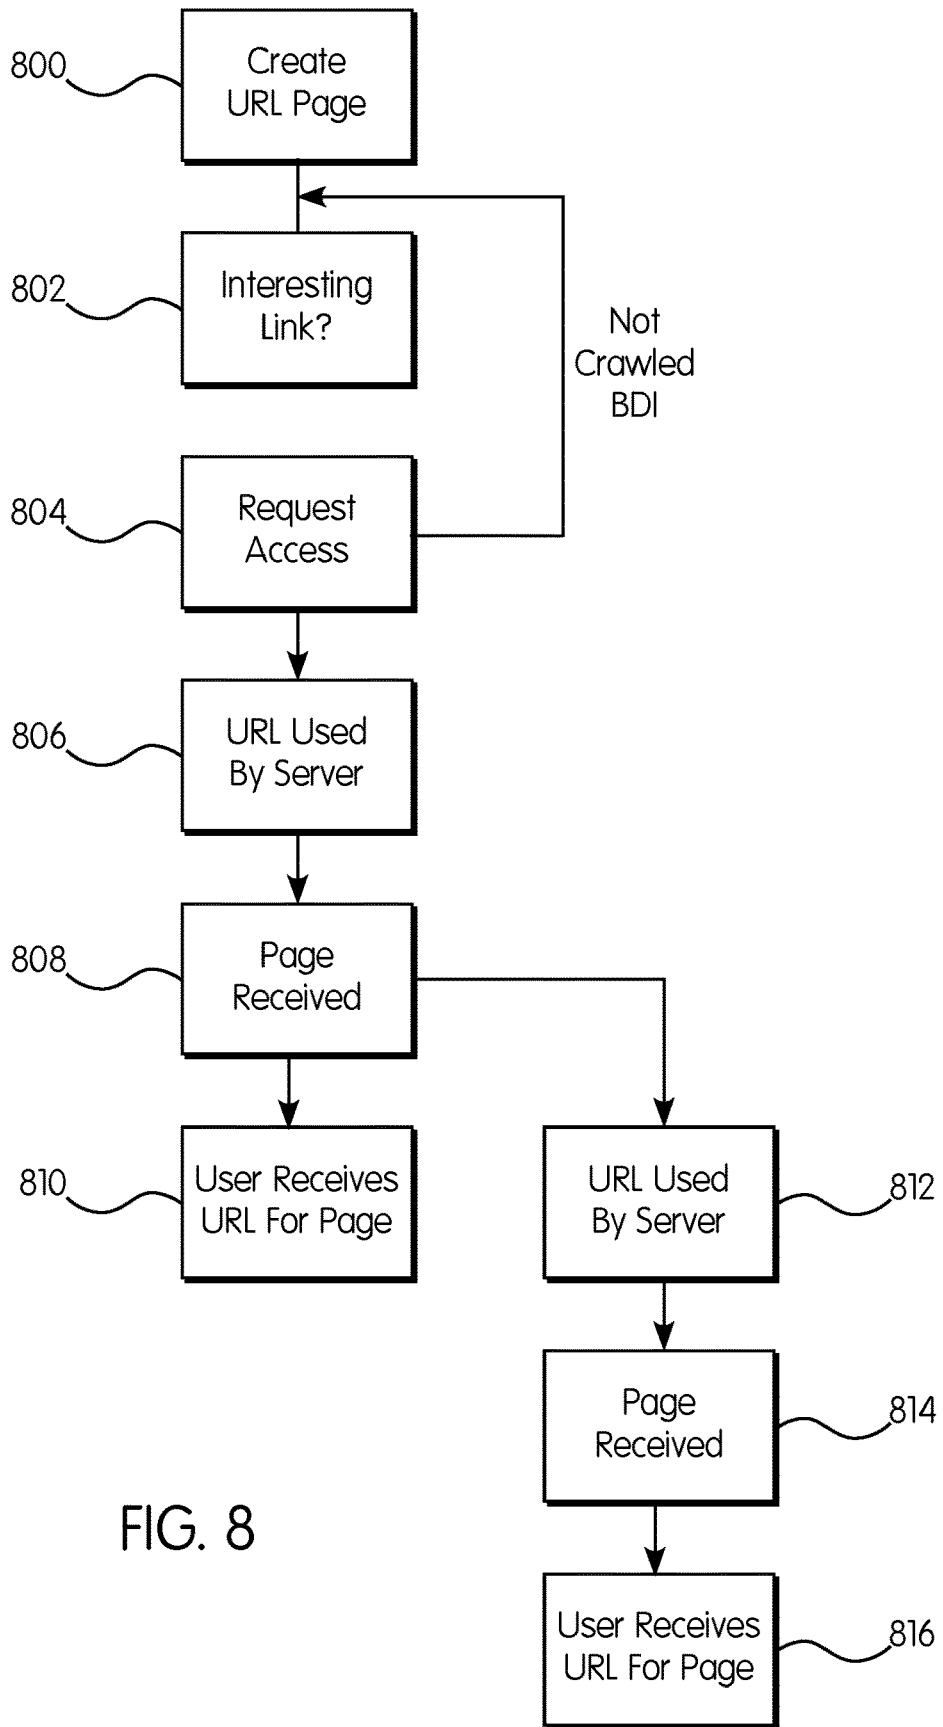 800
Create
URL Page
802
Interesting
Link?
Not
Crawled
BDI
804
Request
Access
806
URL Used
By Server
808
Page
Received
810
User Receives
URL For Page
URL Used
By Server
812
Page
Received
814
FIG. 8
User Receives
URL For Page
816